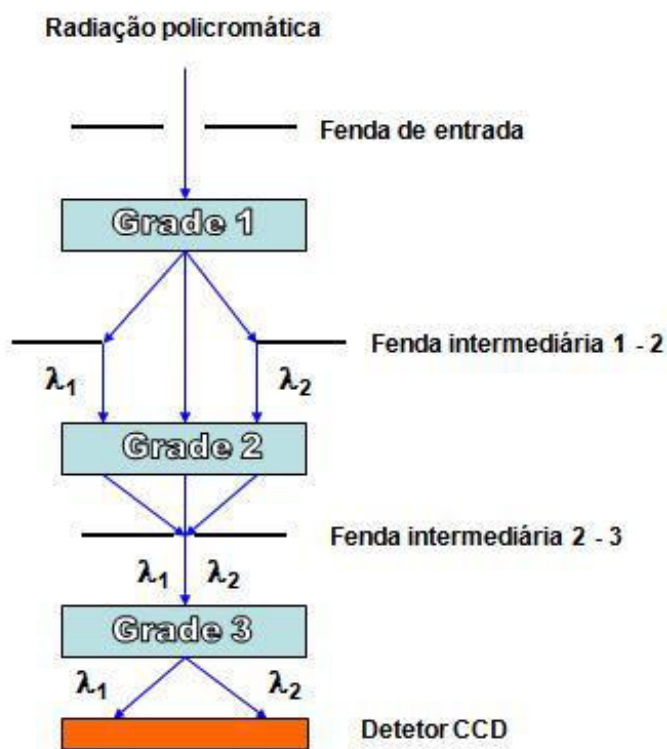 Radiação policromática
Fenda de entrada
Grade 1
Fenda intermediária 1 - 2
λ1 λ2
Grade 2
Fenda intermediária 2 - 3
λ1 λ2
Grade 3
λ1 λ2
Detetor CCD